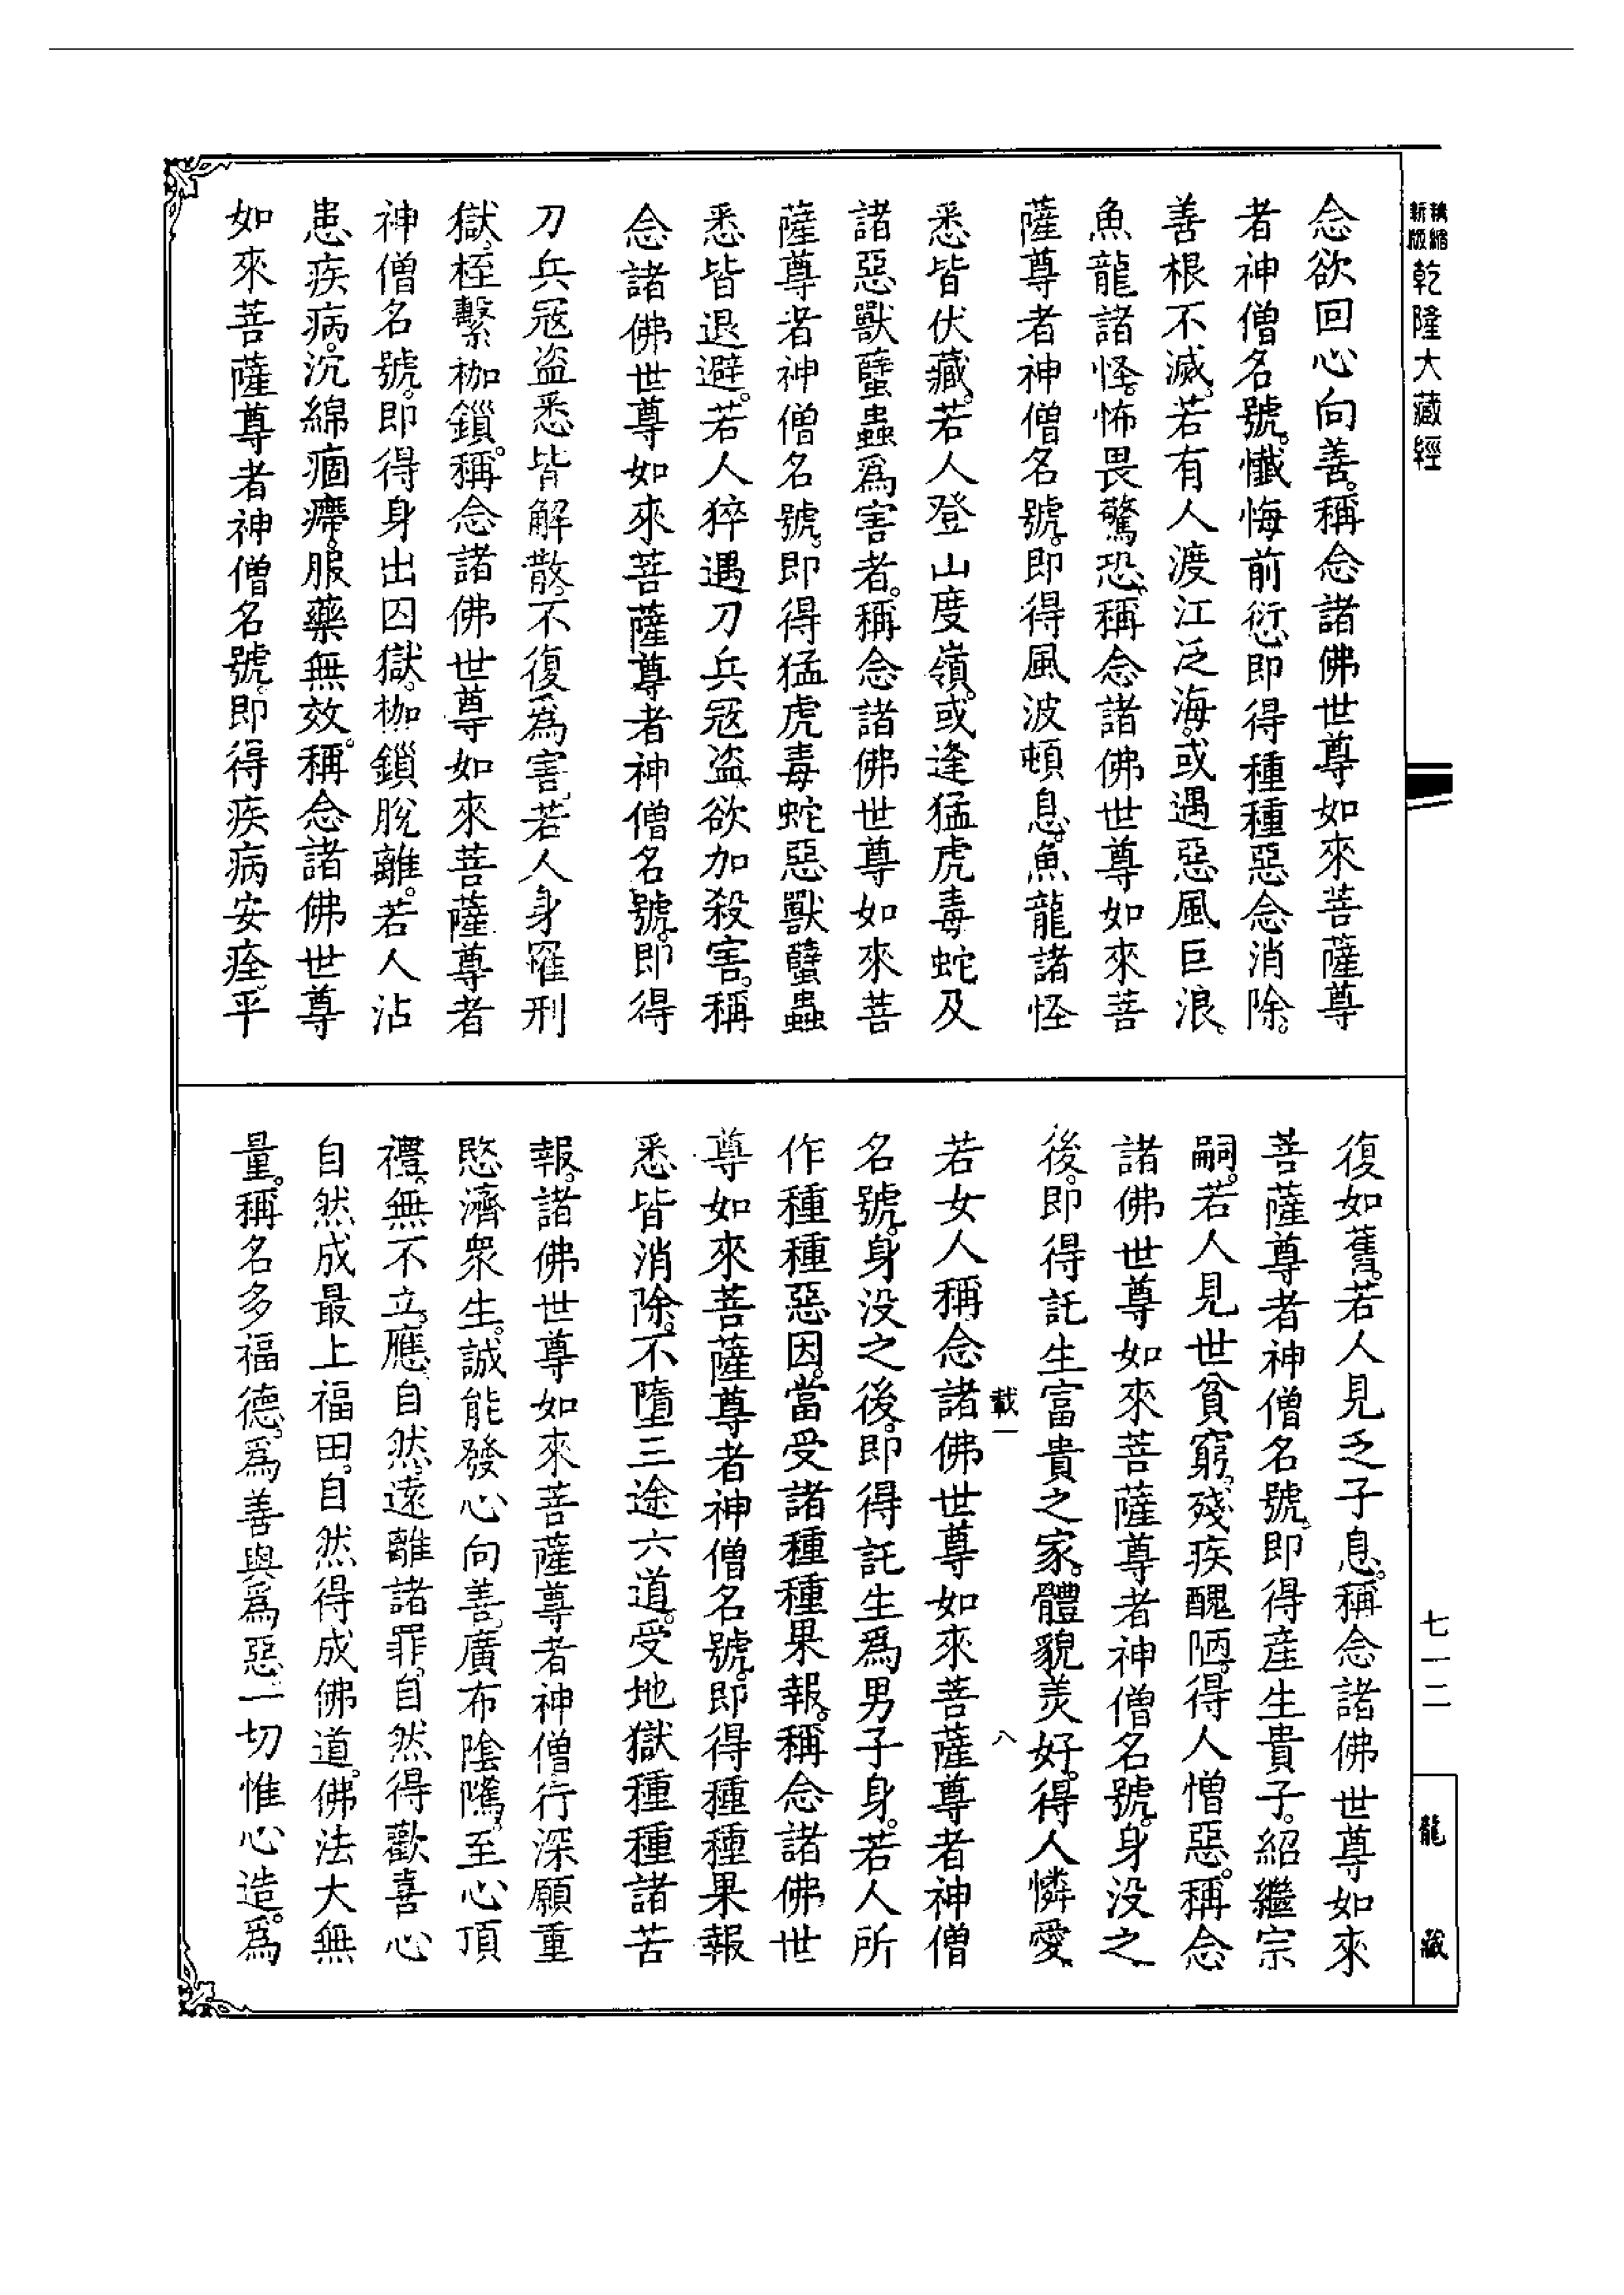 精縮
新版
乾隆大藏經
念欲回心向善。稱念諸佛世尊如來菩薩尊
者神僧名號。懺悔前愆即得種種惡念消除。
善根不滅。若有人渡江泛海。或遇惡風巨浪。
魚龍諸怪。怖畏驚恐。稱念諸佛世尊如來菩
薩尊者神僧名號。即得風波頓息。魚龍諸怪
悉皆伏藏。若人登山度嶺。或逢猛虎毒蛇及
諸惡獸蠥蟲為害者。稱念諸佛世尊如來菩
薩尊者神僧名號。即得猛虎毒蛇惡獸蠥蟲
悉皆退避。若人猝遇刀兵冦盜。欲加殺害。稱
念諸佛世尊如來菩薩尊者神僧名號。即得
刀兵冦盜悉皆解散。不復為害。若人身罹刑
獄。桎繫枷鎖。稱念諸佛世尊如來菩薩尊者
神僧名號。即得身出囚獄。枷鎖脫離。若人沾
患疾病。沉綿痼瘵。服藥無效。稱念諸佛世尊
如來菩薩尊者神僧名號。即得疾病安痊。平
復如舊。若人見乏子息。稱念諸佛世尊如來
菩薩尊者神僧名號。即得産生貴子。紹繼宗
嗣。若人見世貧窮。殘疾醜陋。得人憎惡。稱念
諸佛世尊如來菩薩尊者神僧名號。身没之
後。即得託生富貴之家。體貌美好。得人憐愛
載一
八
若女人稱念諸佛世尊如來菩薩尊者神僧
名號。身没之後。即得託生為男子身。若人所
作種種惡因。當受諸種種果報。稱念諸佛世
尊如來菩薩尊者神僧名號。即得種種果報
悉皆消除。不墮三途六道。受地獄種種諸苦
報。諸佛世尊如來菩薩尊者神僧行深願重
愍濟衆生。誠能發心向善。廣布陰騭。至心頂
禮。無不立應。自然遠離諸罪。自然得歡喜心
自然成最上福田。自然得成佛道。佛法大無
量。稱名多福德。為善與為惡。一切惟心造。為
七一二
龍藏